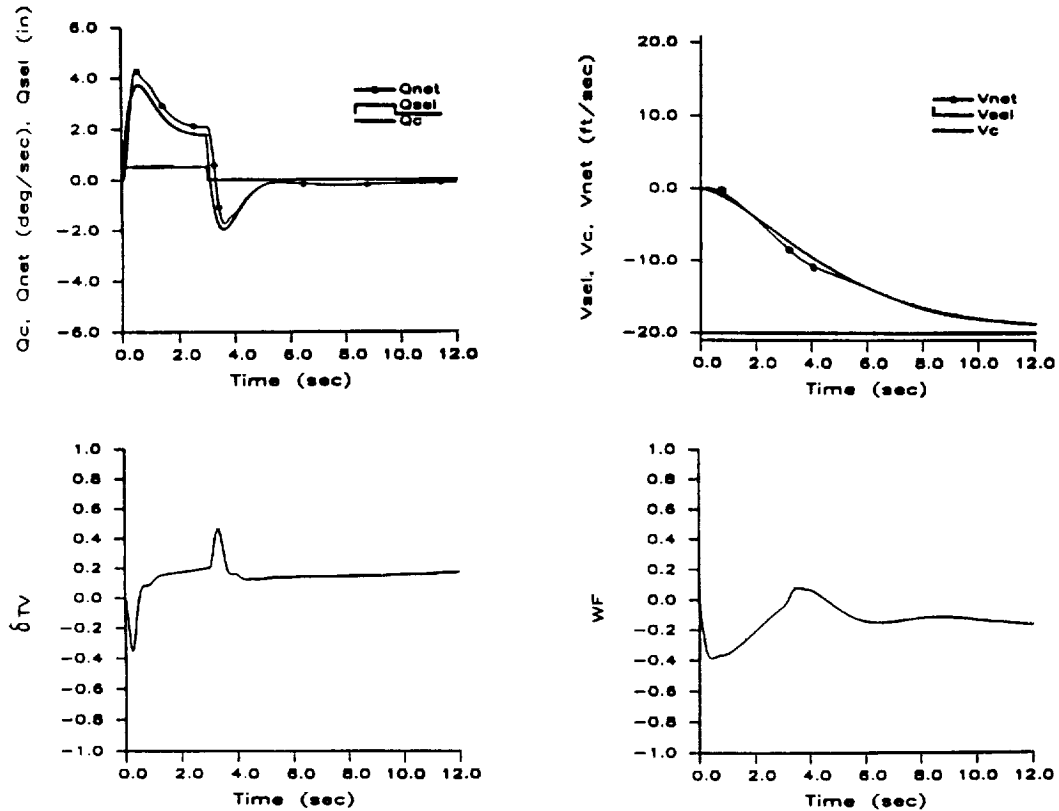 Qc, Qnet (deg/sec), Qsel (in)
6.0
4.0
2.0
0.0
−2.0
−4.0
−6.0
Qnet
Qsel
Qc
0.0 2.0 4.0 6.0 8.0 10.0 12.0
Time (sec)
Vsel, Vc, Vnet (ft/sec)
20.0
10.0
0.0
−10.0
−20.0
Vnet
Vsel
Vc
0.0 2.0 4.0 6.0 8.0 10.0 12.0
Time (sec)
δTV
1.0
0.8
0.6
0.4
0.2
0.0
−0.2
−0.4
−0.6
−0.8
−1.0
0.0 2.0 4.0 6.0 8.0 10.0 12.0
Time (sec)
WF
1.0
0.8
0.6
0.4
0.2
0.0
−0.2
−0.4
−0.6
−0.8
−1.0
0.0 2.0 4.0 6.0 8.0 10.0 12.0
Time (sec)